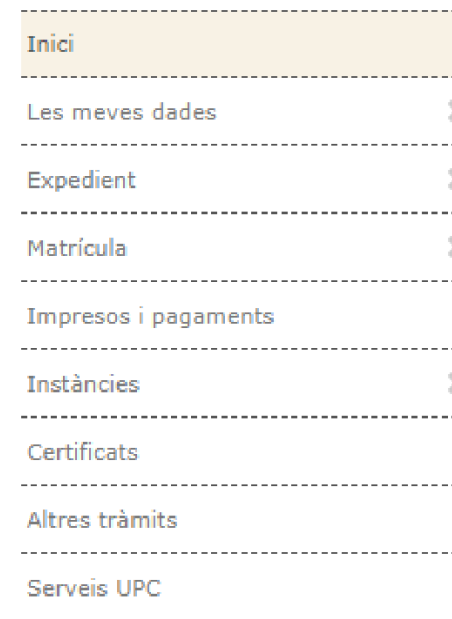 Inici
Les meves dades
Expedient
Matrícula
Impresos i pagaments
Instàncies
Certificats
Altres tràmits
Serveis UPC